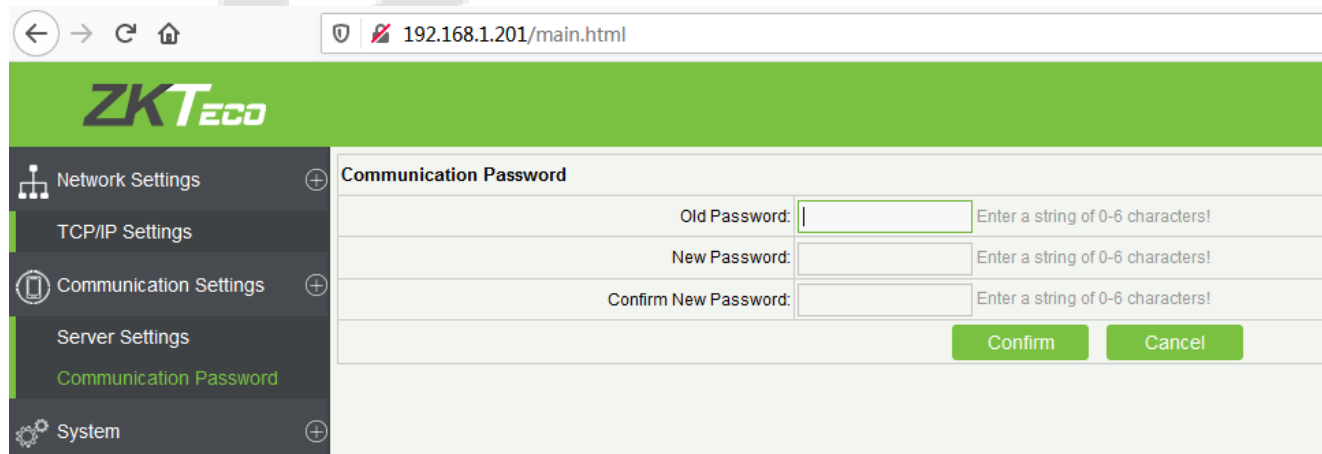 192.168.1.201/main.html
ZKTeco
Network Settings
TCP/IP Settings
Communication Settings
Server Settings
Communication Password
System
Communication Password
Old Password: Enter a string of 0-6 characters!
New Password: Enter a string of 0-6 characters!
Confirm New Password: Enter a string of 0-6 characters!
Confirm Cancel